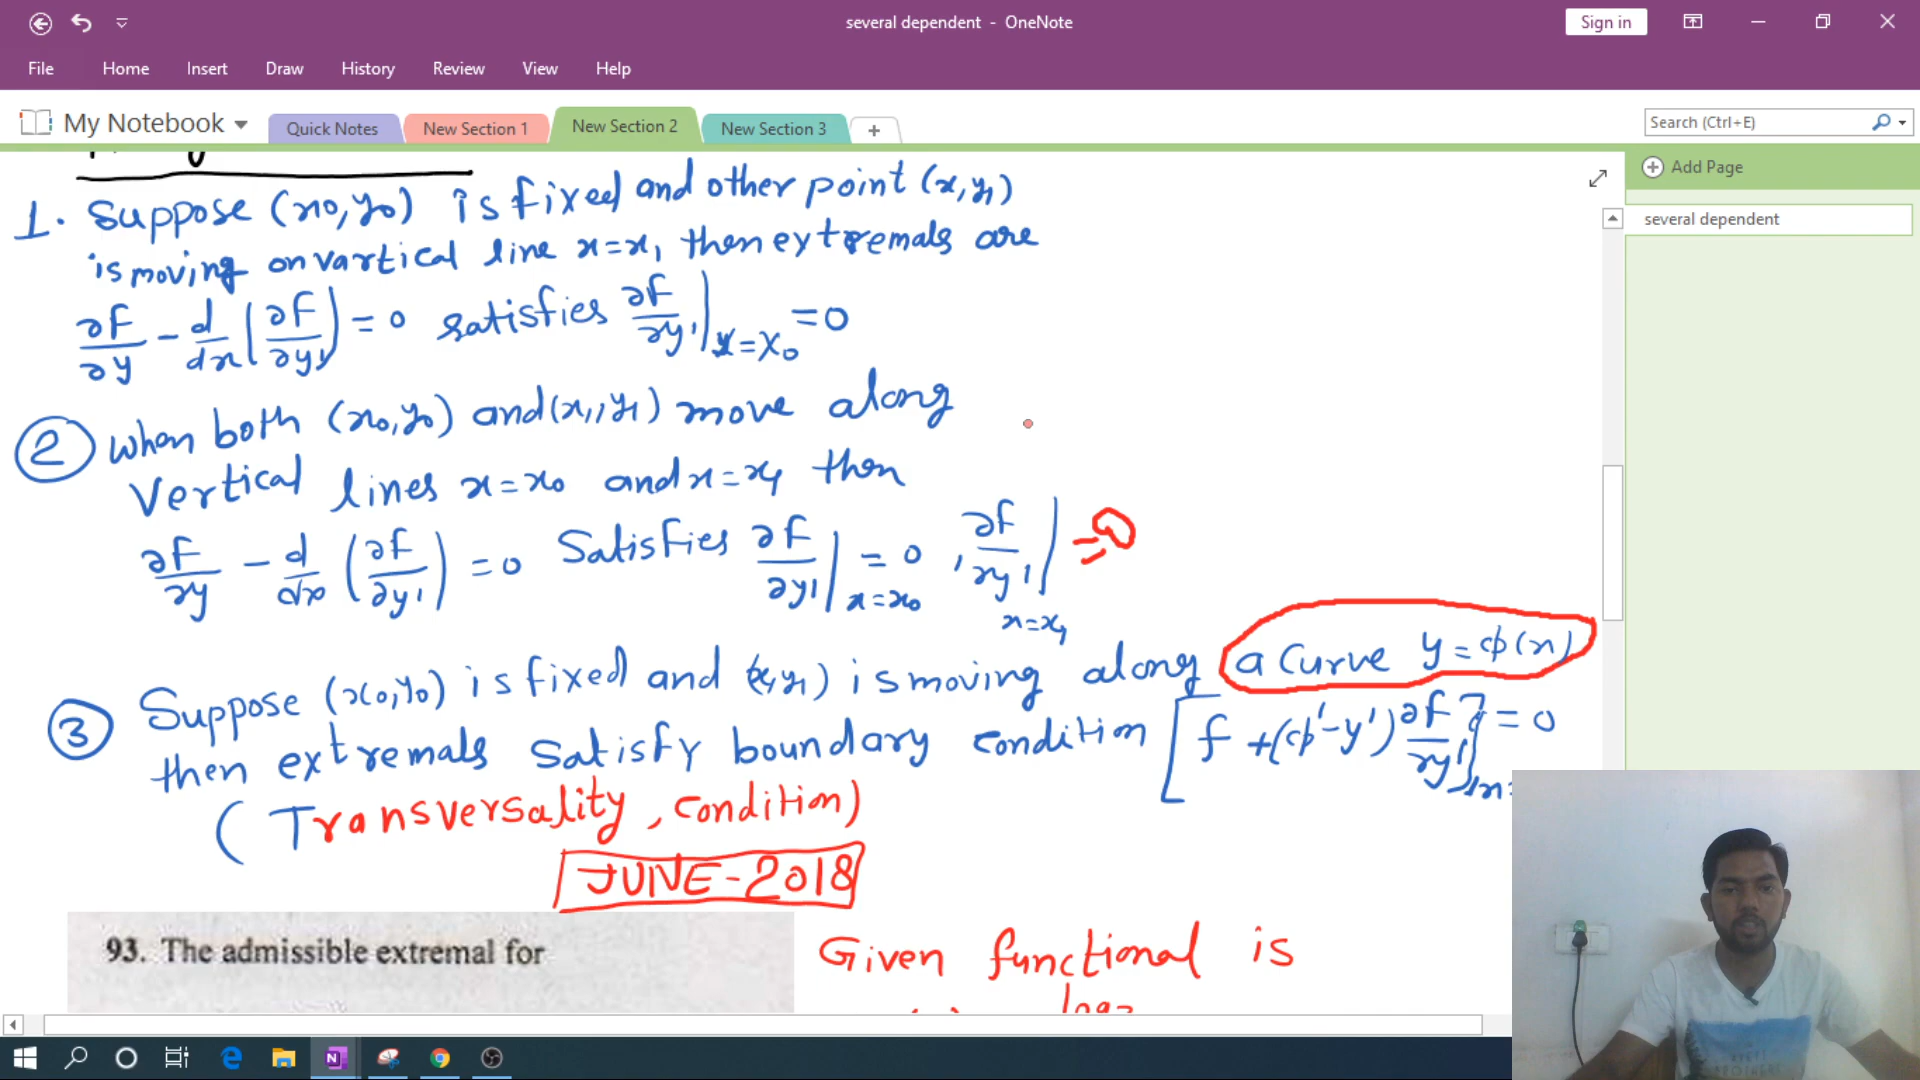 several dependent - OneNote
Sign in
File Home Insert Draw History Review View Help
My Notebook Quick Notes New Section 1 New Section 2 New Section 3 +
Search (Ctrl+E)
Add Page
several dependent
1. Suppose (x0,y0) is fixed and other point (x,y1)
is moving on vartical line x=x1 then extremals are
∂f/∂y - d/dx (∂f/∂y') = 0 satisfies ∂f/∂y' |x=x0 = 0
2 when both (x0,y0) and (x1,y1) move along
Vertical lines x=x0 and x=x1 then
∂f/∂y - d/dx (∂f/∂y') = 0 Satisfies ∂f/∂y' |x=x0 = 0 , ∂f/∂y' |x=x1 = 0
3 Suppose (x0,y0) is fixed and (x1,y1) is moving along a curve y=ϕ(x)
then extremals satisfy boundary condition [f +(ϕ'-y') ∂f/∂y'] = 0
(Transversality condition)
JUNE-2018
93. The admissible extremal for
Given functional is